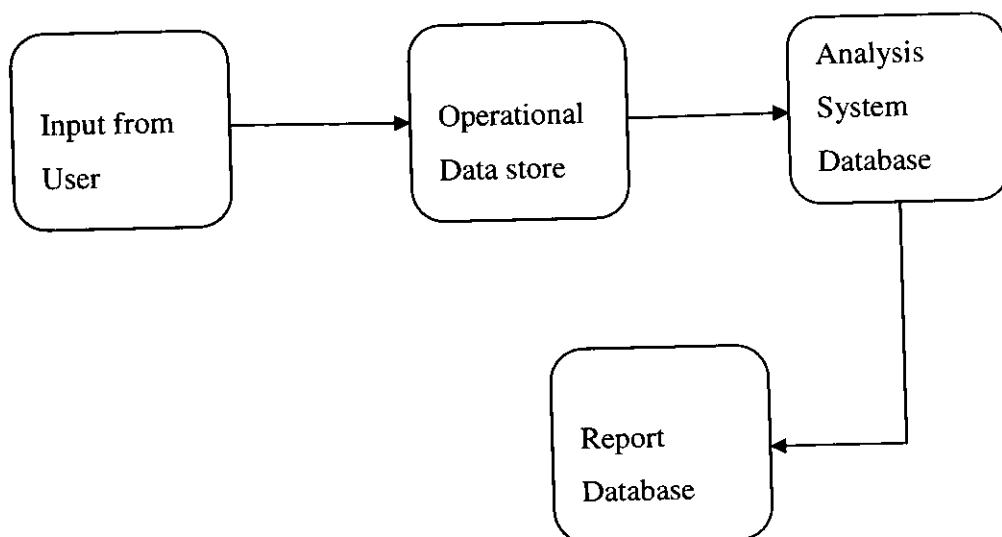 Input from
User
Operational
Data store
Analysis
System
Database
Report
Database